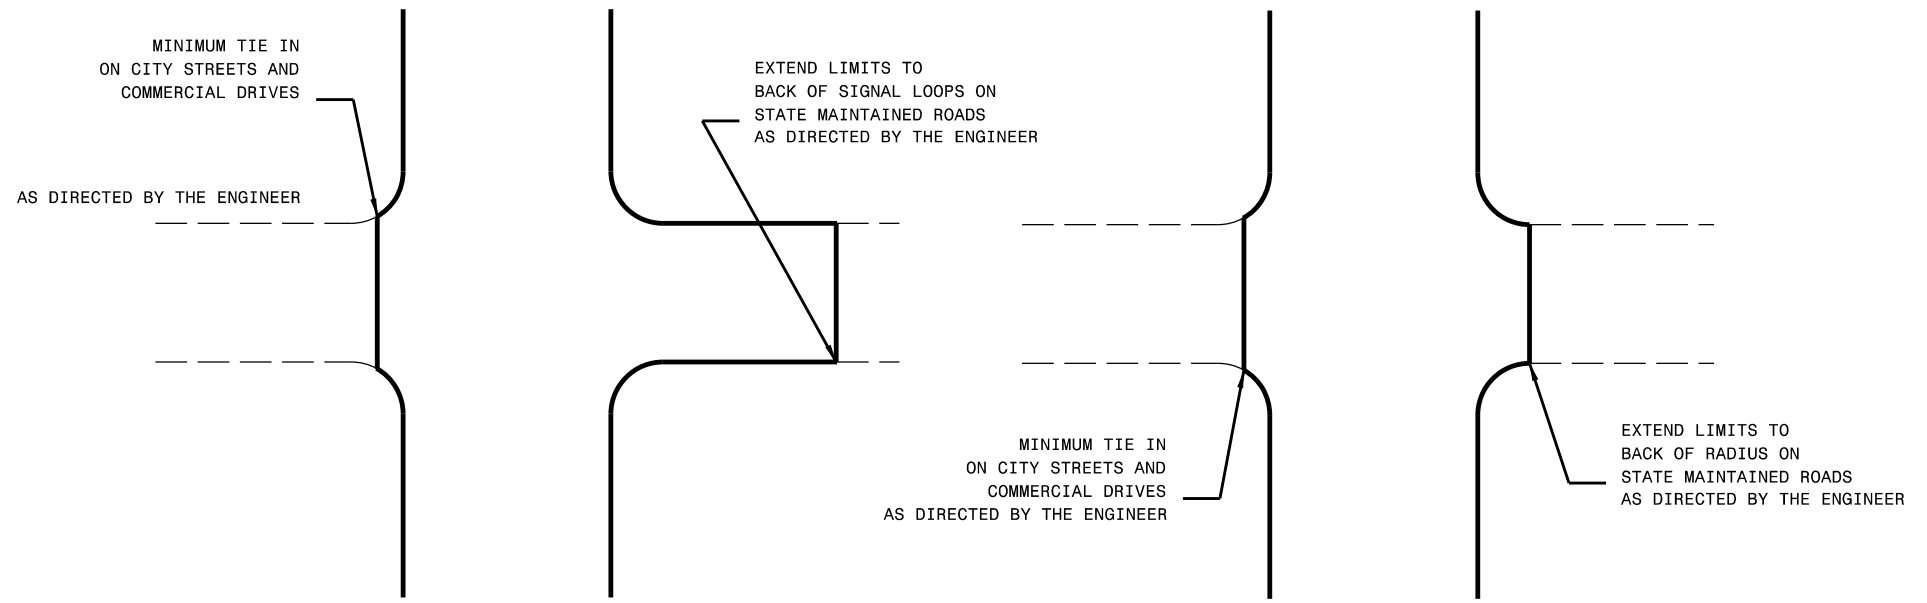 MINIMUM TIE IN
ON CITY STREETS AND
COMMERCIAL DRIVES
AS DIRECTED BY THE ENGINEER
EXTEND LIMITS TO
BACK OF SIGNAL LOOPS ON
STATE MAINTAINED ROADS
AS DIRECTED BY THE ENGINEER
MINIMUM TIE IN
ON CITY STREETS AND
COMMERCIAL DRIVES
AS DIRECTED BY THE ENGINEER
EXTEND LIMITS TO
BACK OF RADIUS ON
STATE MAINTAINED ROADS
AS DIRECTED BY THE ENGINEER